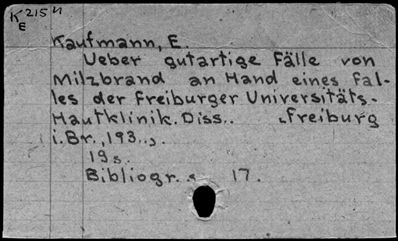 K 215 и
E
Kaufmann, E.
Ueber gutartige Fälle von
Milzbrand an Hand eines Fal-
les der Freiburger Universitäts-
Hautklinik. Diss.. Freiburg
i.Br., 193..
19 s.
Bibliogr. s 17.